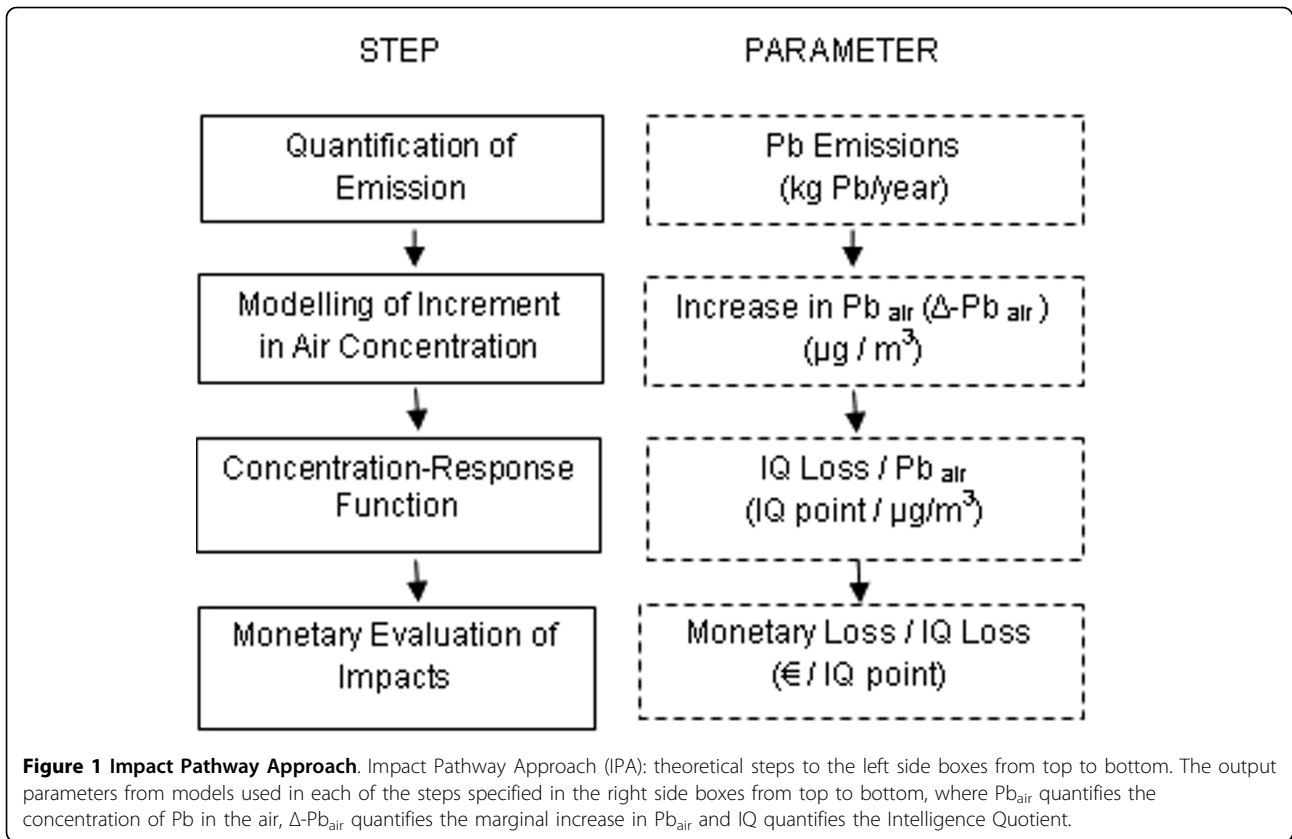 STEP PARAMETER
Quantification of
Emission
Pb Emissions
(kg Pb/year)
Modelling of Increment
in Air Concentration
Increase in Pb air (Δ-Pb air)
(µg / m³)
Concentration-Response
Function
IQ Loss / Pb air
(IQ point / µg/m³)
Monetary Evaluation of
Impacts
Monetary Loss / IQ Loss
(€ / IQ point)
Figure 1 Impact Pathway Approach. Impact Pathway Approach (IPA): theoretical steps to the left side boxes from top to bottom. The output
parameters from models used in each of the steps specified in the right side boxes from top to bottom, where Pbair quantifies the
concentration of Pb in the air, Δ-Pbair quantifies the marginal increase in Pbair and IQ quantifies the Intelligence Quotient.